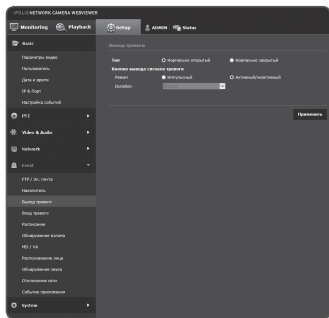 iPOLiS NETWORK CAMERA WEBVIEWER
Monitoring Playback Setup ADMIN Status
Basic
Параметры видео
Пользователь
Дата и время
IP & Порт
Настройка событий
PTZ
Video & Audio
Network
Event
FTP / Эл. почта
Накопитель
Выход тревоги
Вход тревоги
Расписание
Обнаружение взлома
MD / VA
Распознавание лица
Обнаружение звука
Отключение сети
Событие приложения
System
Выход тревоги
Тип Нормально открытый Нормально закрытый
Кнопка вывода сигнала тревоги
Режим Импульсный Активный/неактивный
Duration
Применить